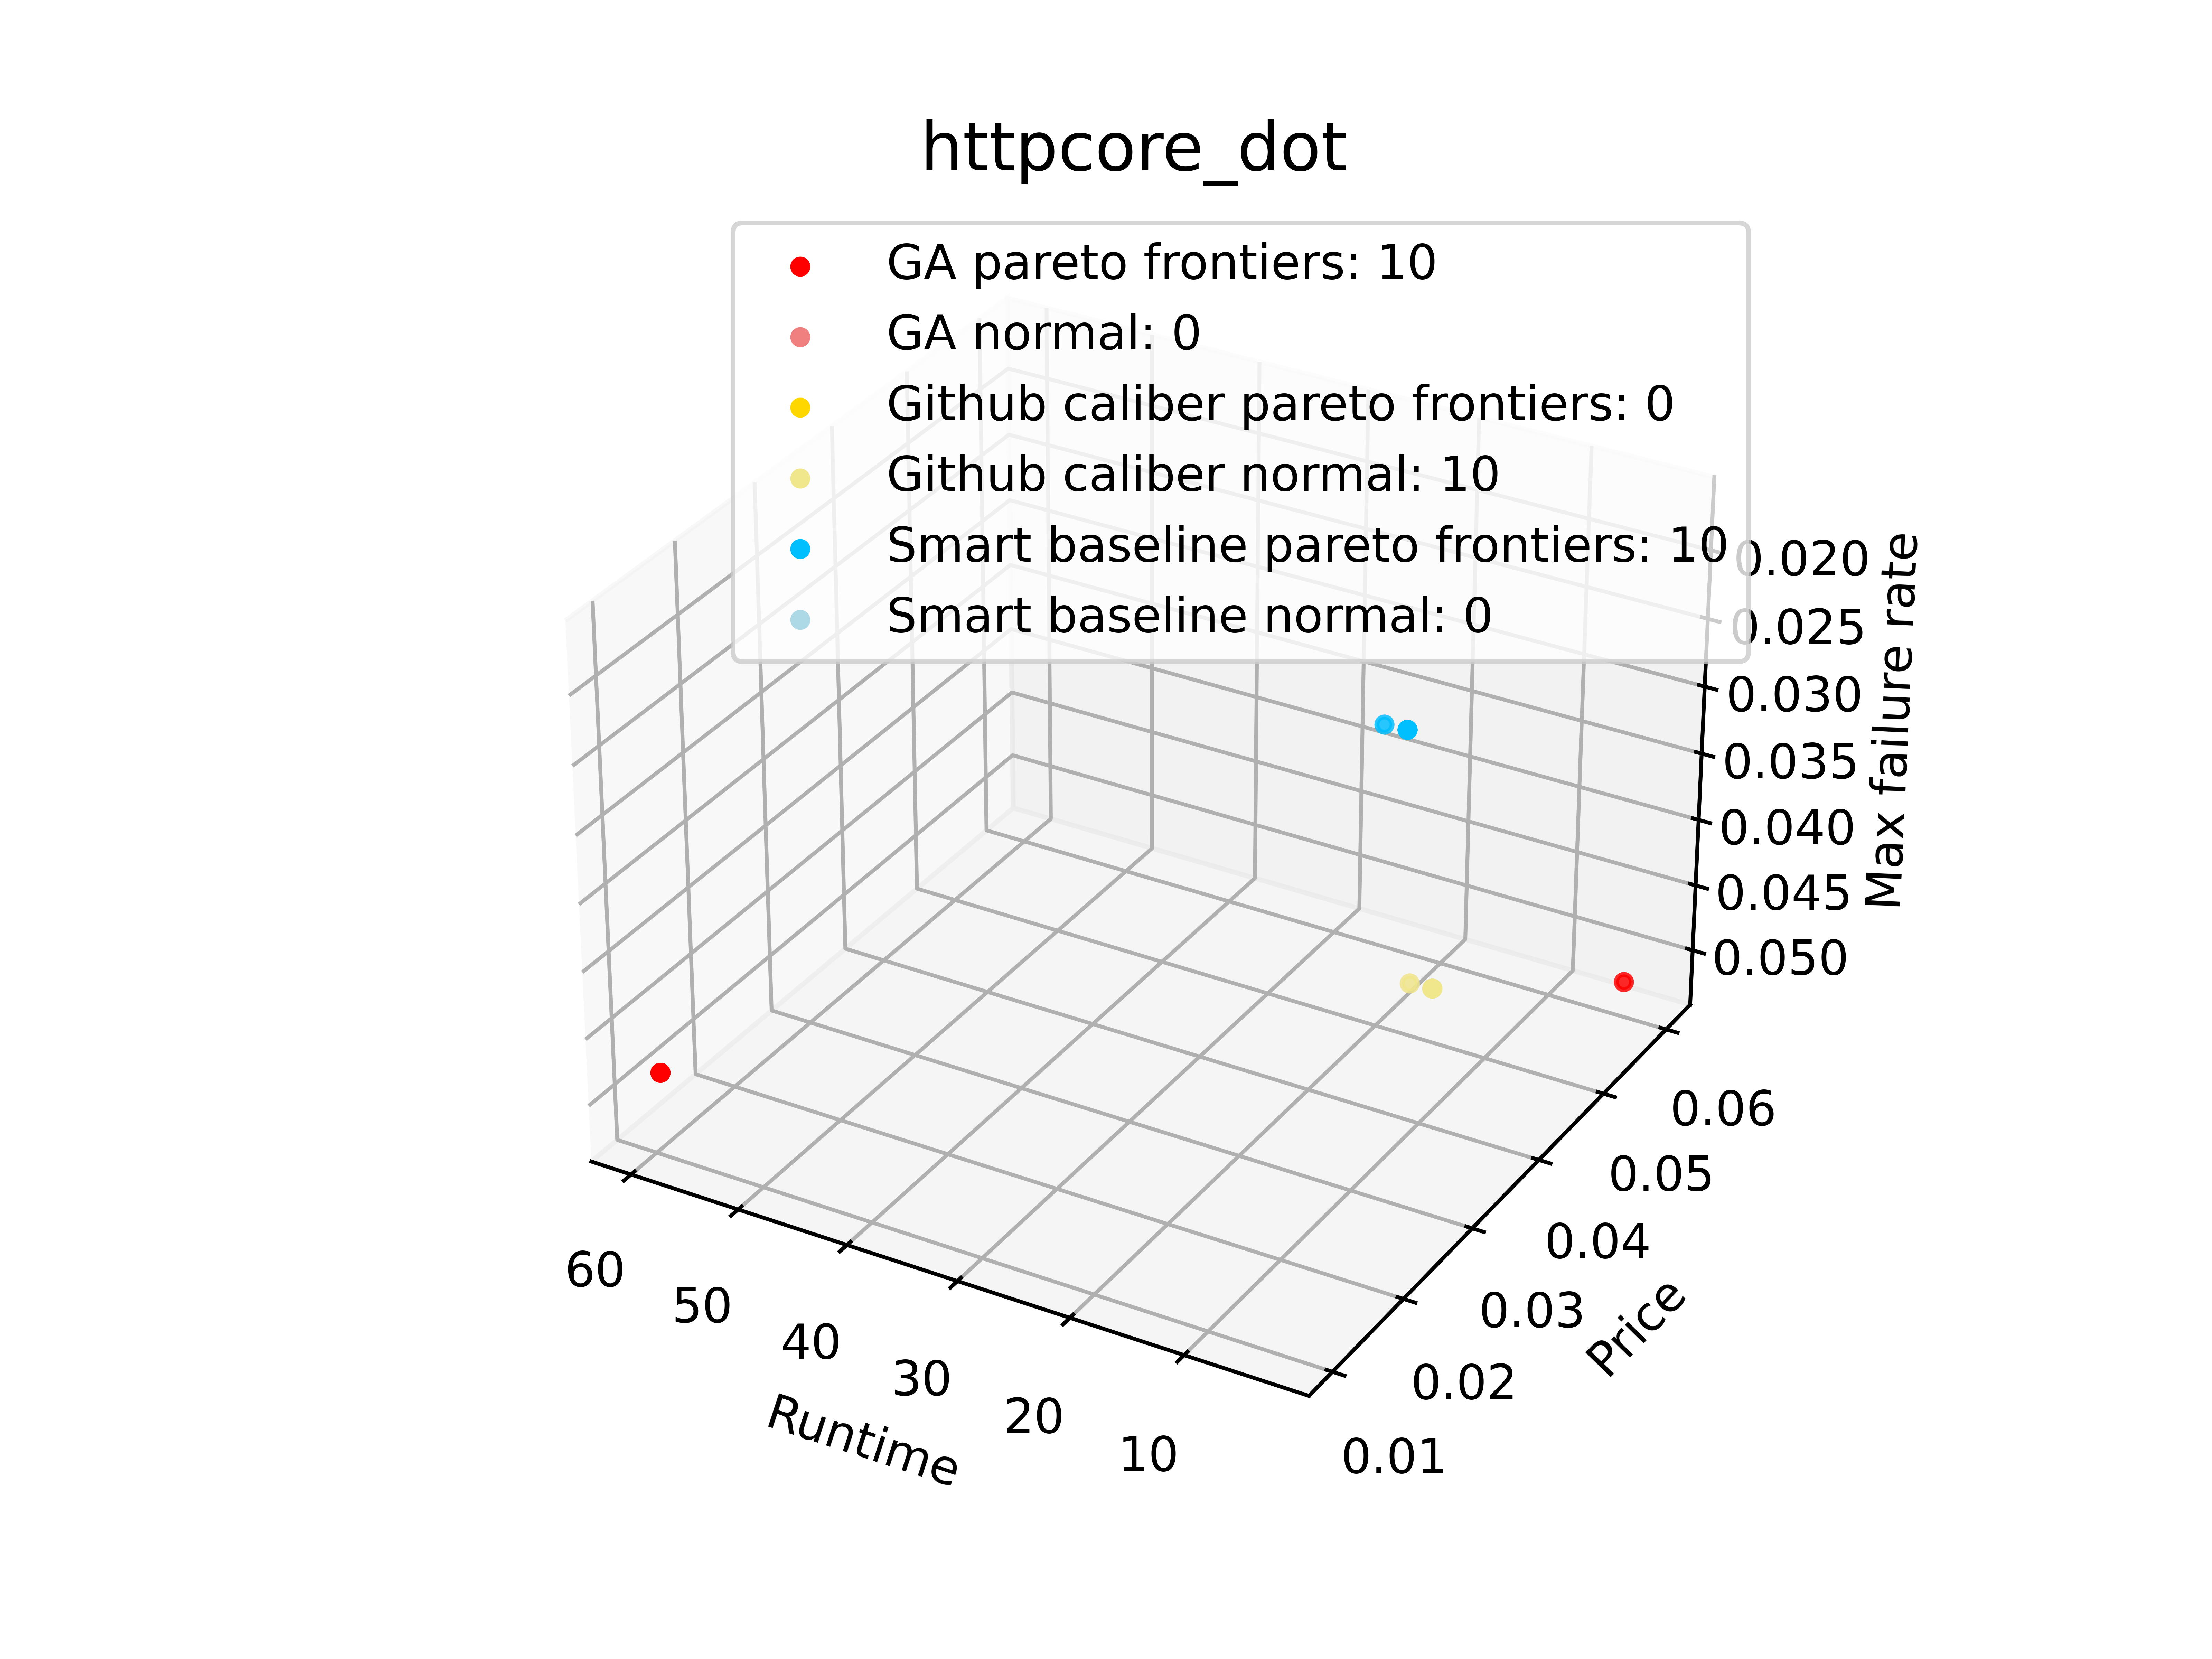 httpcore_dot
GA pareto frontiers: 10
GA normal: 0
Github caliber pareto frontiers: 0
Github caliber normal: 10
Smart baseline pareto frontiers: 10
Smart baseline normal: 0
0.020
0.025
0.030
0.035
0.040
0.045
0.050
Max failure rate
0.06
0.05
0.04
0.03
0.02
0.01
Price
60
50
40
30
20
10
Runtime